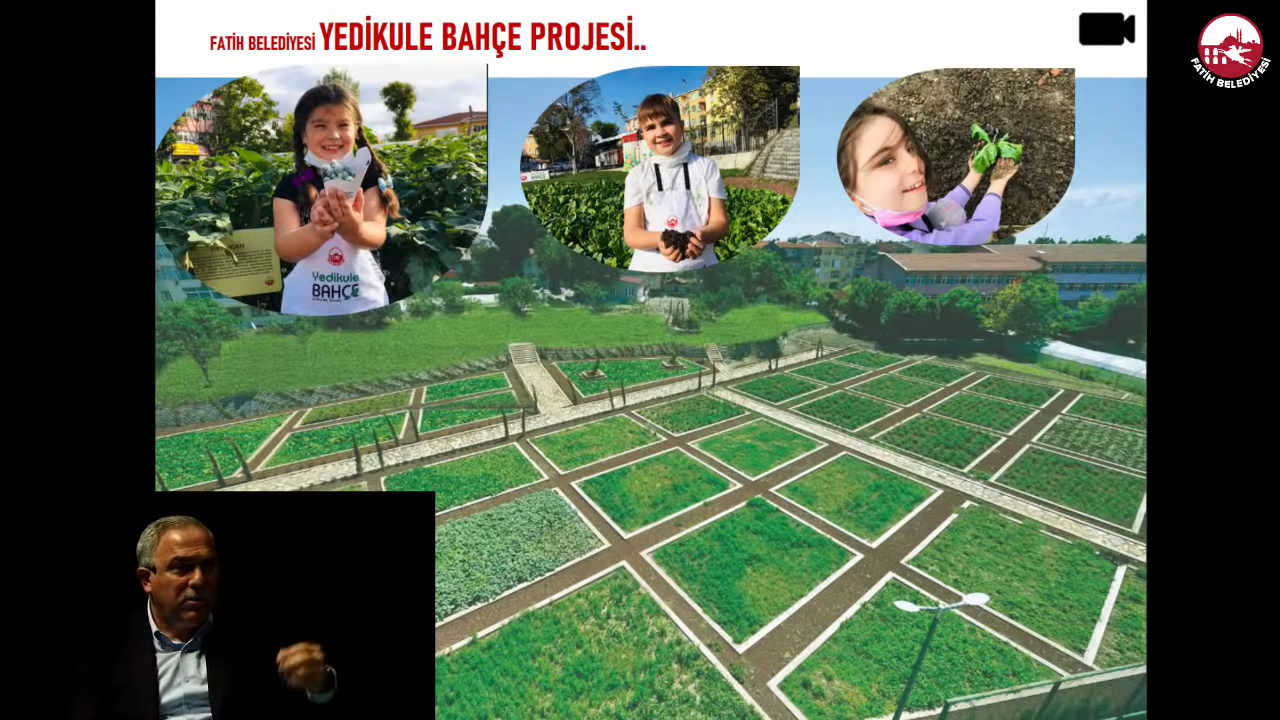 FATİH BELEDİYESİ YEDİKULE BAHÇE PROJESİ..
FATİH BELEDİYESİ
Yedikule
BAHÇE